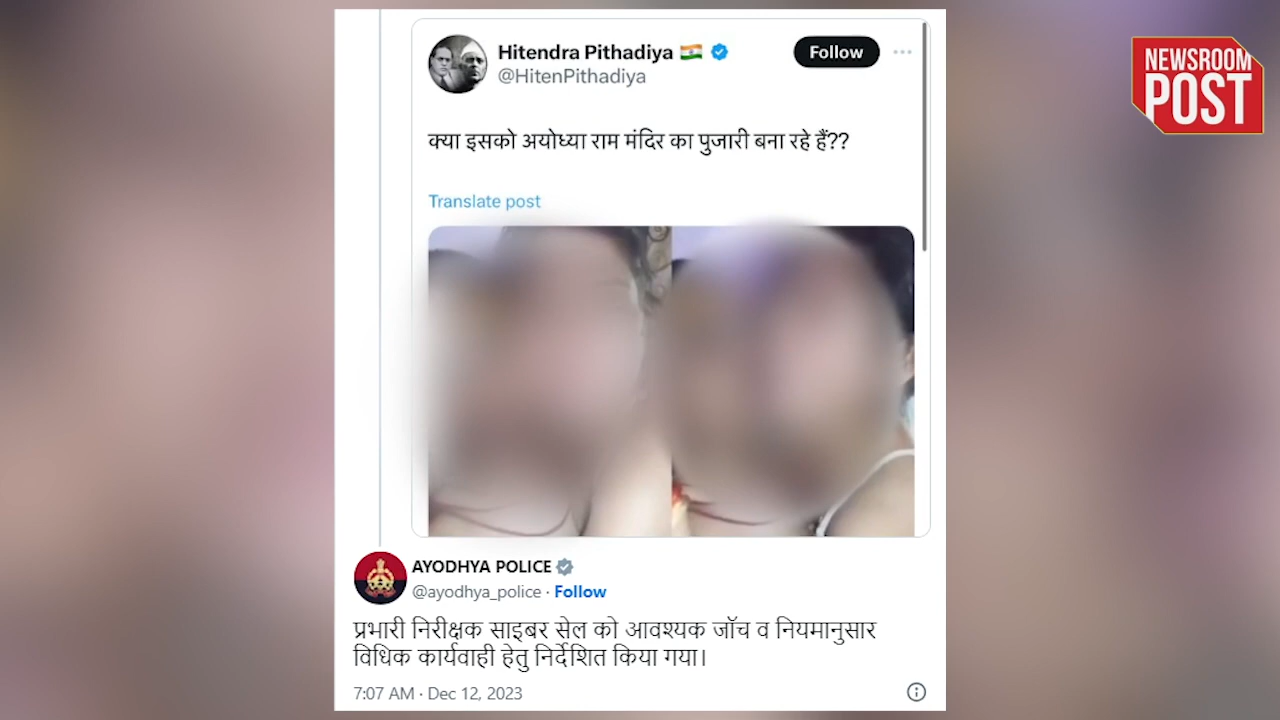 NEWSROOM
POST
Hitendra Pithadiya
@HitenPithadiya
Follow
क्या इसको अयोध्या राम मंदिर का पुजारी बना रहे हैं??
Translate post
AYODHYA POLICE
@ayodhya_police · Follow
प्रभारी निरीक्षक साइबर सेल को आवश्यक जाॅंच व नियमानुसार
विधिक कार्यवाही हेतु निर्देशित किया गया।
7:07 AM · Dec 12, 2023